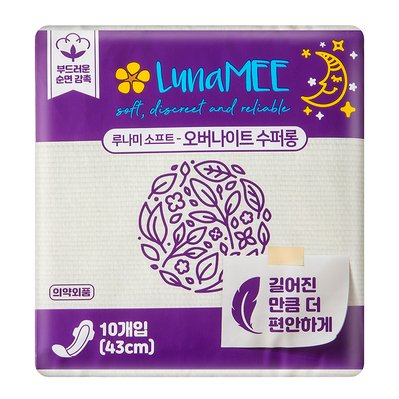 부드러운
순면 감촉
LunaMEE
soft, discreet and reliable
루나미 소프트 - 오버나이트 수퍼롱
길어진
만큼 더
편안하게
의약외품
10개입
(43cm)